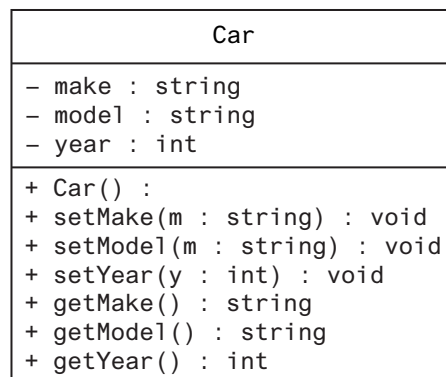 Car
– make : string
– model : string
– year : int
+ Car() :
+ setMake(m : string) : void
+ setModel(m : string) : void
+ setYear(y : int) : void
+ getMake() : string
+ getModel() : string
+ getYear() : int